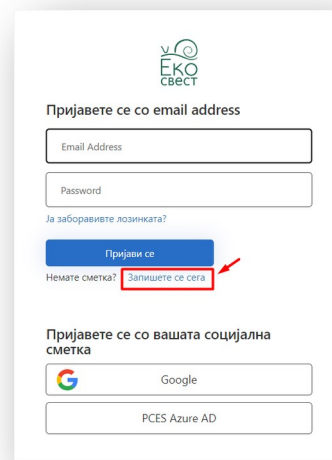 ЕКО
СВЕСТ
Пријавете се со email address
Email Address
Password
Ја заборавивте лозинката?
Пријави се
Немате сметка? Запишете се сега
Пријавете се со вашата социјална
сметка
Google
PCES Azure AD